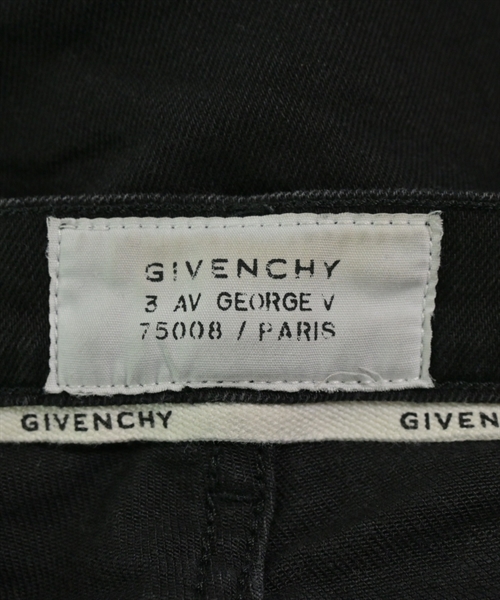 GIVENCHY
3 AV GEORGE V
75008 / PARIS
GIVENCHY GIVEN